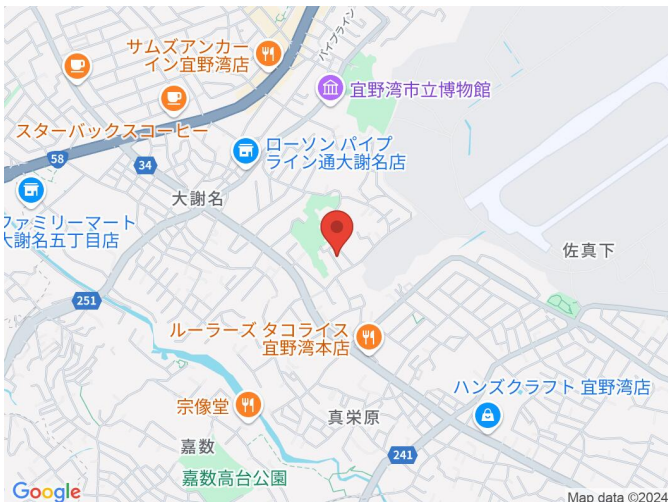 パイプライン
サムズアンカー
イン宜野湾店
宜野湾市立博物館
スターバックスコーヒー
ローソン パイプ
ライン通大謝名店
58
34
大謝名
ファミリーマート
大謝名五丁目店
佐真下
251
ルーラーズ タコライス
宜野湾本店
ハンズクラフト 宜野湾店
宗像堂
真栄原
嘉数
241
嘉数高台公園
Google
Map data ©2024